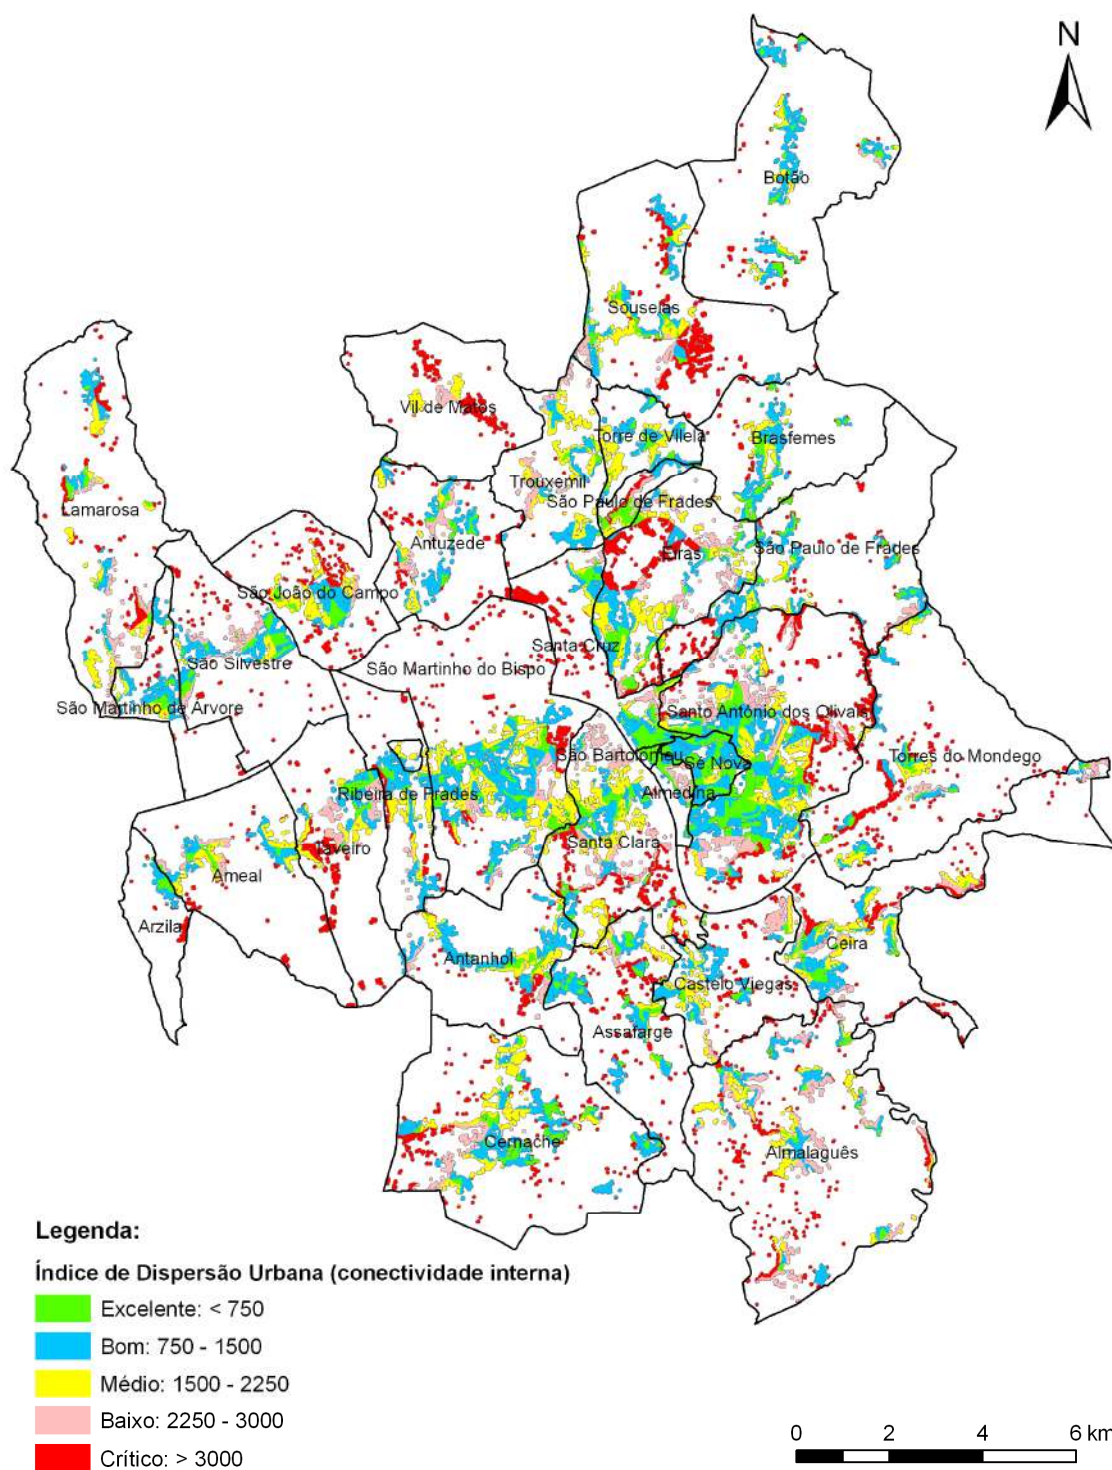 N
Botão
Souselas
Vil de Matos
Torre de Vilela
Brasfemes
Trouxemil
São Paulo de Frades
Lamarosa
Antuzede
Eiras
São Paulo de Frades
São João do Campo
Santa Cruz
São Silvestre
São Martinho do Bispo
São Martinho de Árvore
Santo António dos Olivais
São Bartolomeu
Sé Nova
Torres do Mondego
Ribeira de Frades
Almedina
Santa Clara
Taveiro
Ameal
Arzila
Ceira
Antanhol
Castelo Viegas
Assafarge
Cernache
Almalaguês
Legenda:
Índice de Dispersão Urbana (conectividade interna)
Excelente: < 750
Bom: 750 - 1500
Médio: 1500 - 2250
Baixo: 2250 - 3000
Crítico: > 3000
0 2 4 6 km